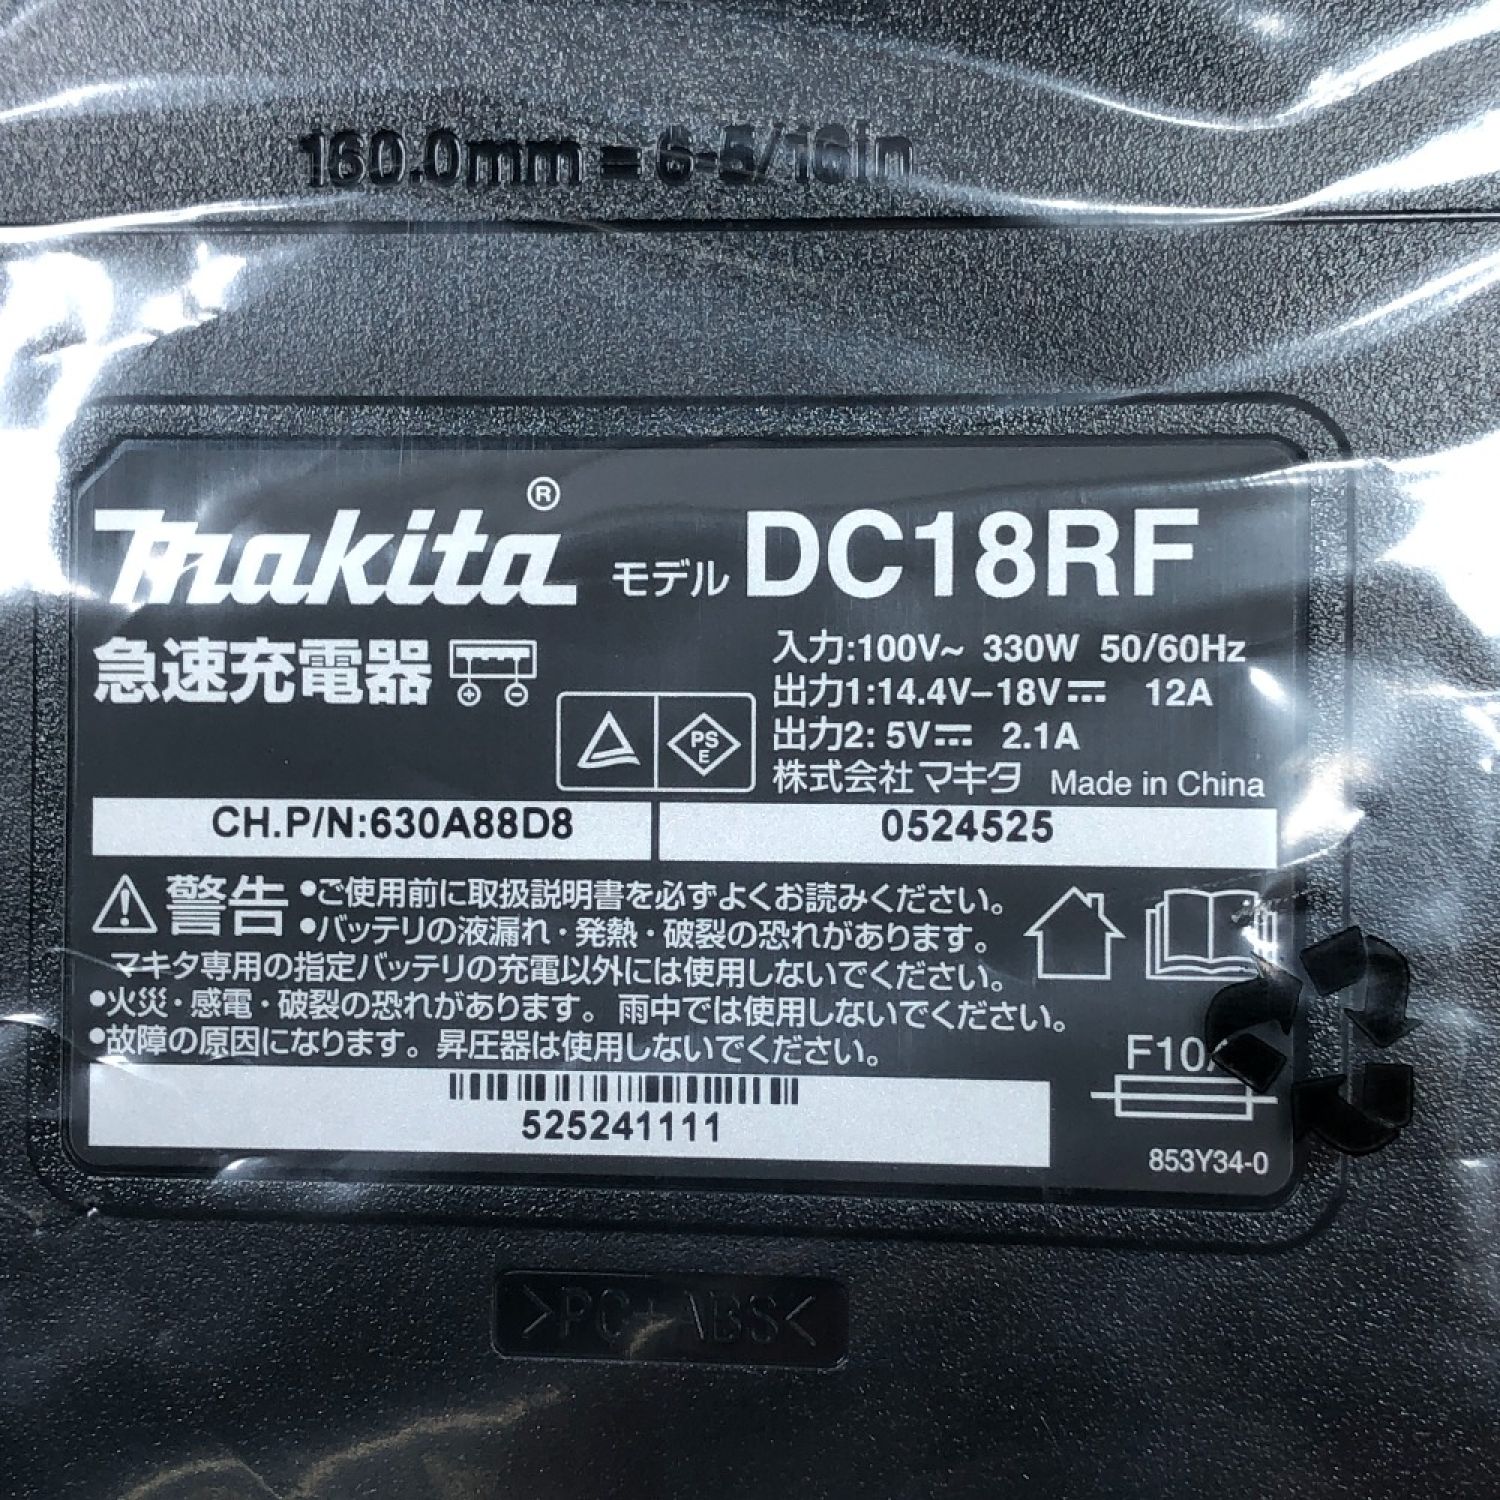 160.0mm = 6-5/16in
makita® モデル DC18RF
急速充電器
入力:100V~ 330W 50/60Hz
出力1:14.4V–18V⎓ 12A
出力2: 5V⎓ 2.1A
PS
E
株式会社マキタ Made in China
CH.P/N:630A88D8
0524525
警告 •ご使用前に取扱説明書を必ずよくお読みください。
•バッテリの液漏れ・発熱・破裂の恐れがあります。
マキタ専用の指定バッテリの充電以外には使用しないでください。
•火災・感電・破裂の恐れがあります。雨中では使用しないでください。
•故障の原因になります。昇圧器は使用しないでください。
F10A
525241111
853Y34-0
>PC+ABS<